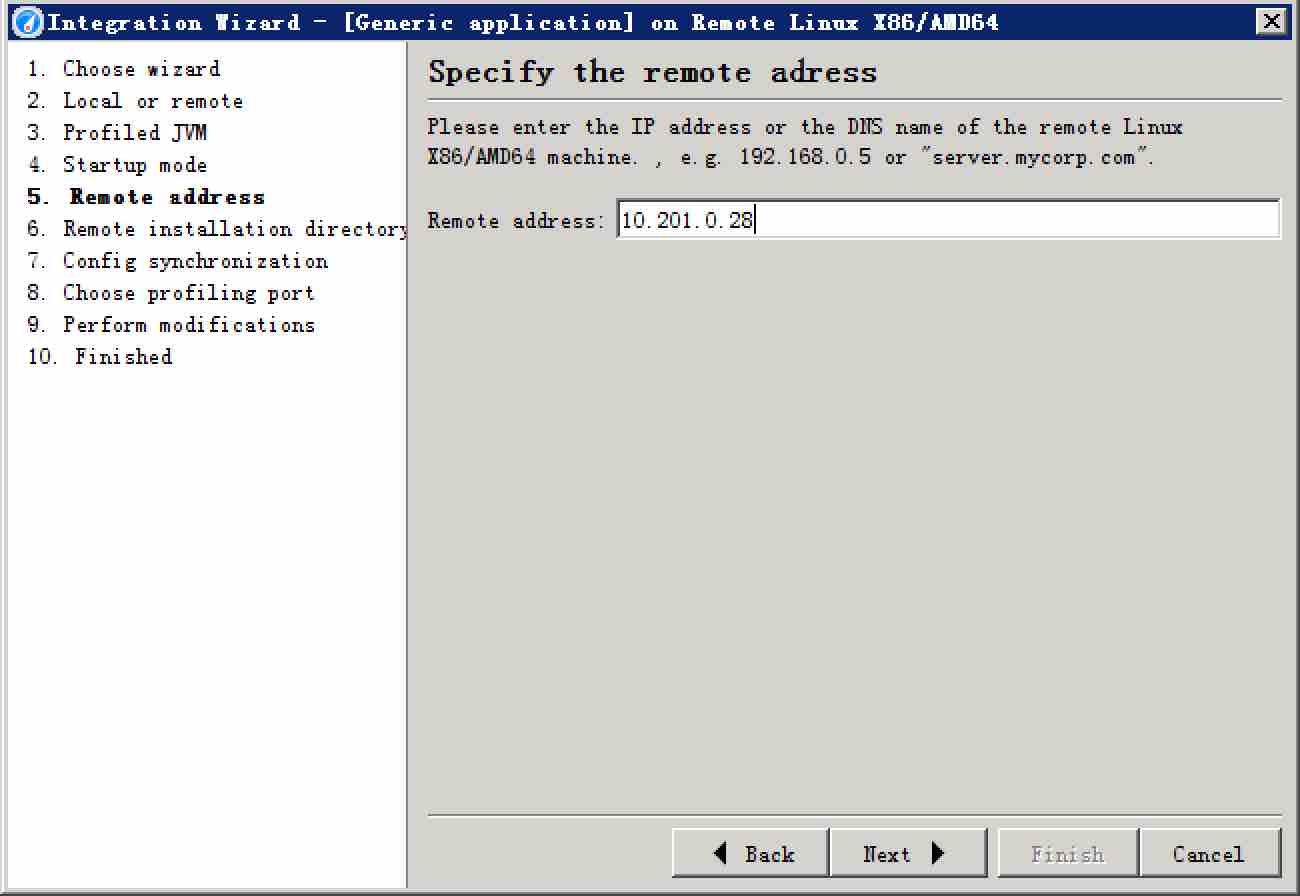 Integration Wizard - [Generic application] on Remote Linux X86/AMD64
1. Choose wizard
2. Local or remote
3. Profiled JVM
4. Startup mode
5. Remote address
6. Remote installation directory
7. Config synchronization
8. Choose profiling port
9. Perform modifications
10. Finished
Specify the remote adress
Please enter the IP address or the DNS name of the remote Linux
X86/AMD64 machine. , e.g. 192.168.0.5 or "server.mycorp.com".
Remote address: 10.201.0.28
Back
Next
Finish
Cancel